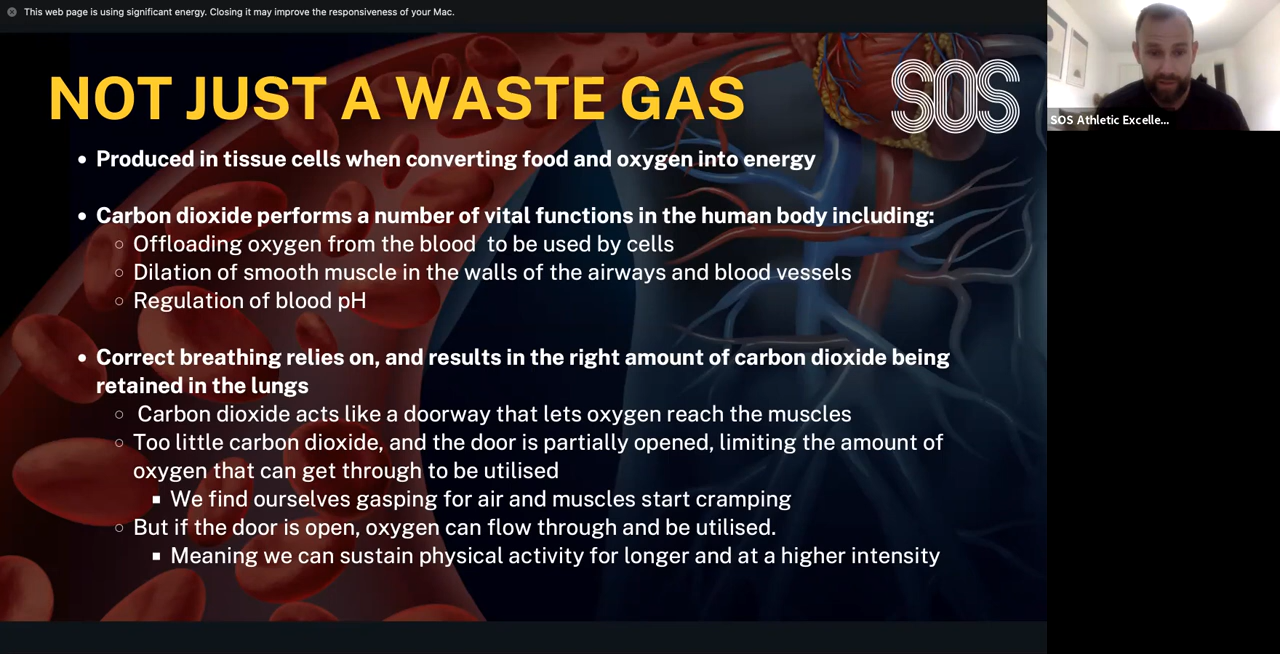 This web page is using significant energy. Closing it may improve the responsiveness of your Mac.
NOT JUST A WASTE GAS
SOS
SOS Athletic Excelle...
• Produced in tissue cells when converting food and oxygen into energy
• Carbon dioxide performs a number of vital functions in the human body including:
○ Offloading oxygen from the blood  to be used by cells
○ Dilation of smooth muscle in the walls of the airways and blood vessels
○ Regulation of blood pH
• Correct breathing relies on, and results in the right amount of carbon dioxide being
retained in the lungs
○ Carbon dioxide acts like a doorway that lets oxygen reach the muscles
○ Too little carbon dioxide, and the door is partially opened, limiting the amount of
oxygen that can get through to be utilised
▪ We find ourselves gasping for air and muscles start cramping
○ But if the door is open, oxygen can flow through and be utilised.
▪ Meaning we can sustain physical activity for longer and at a higher intensity